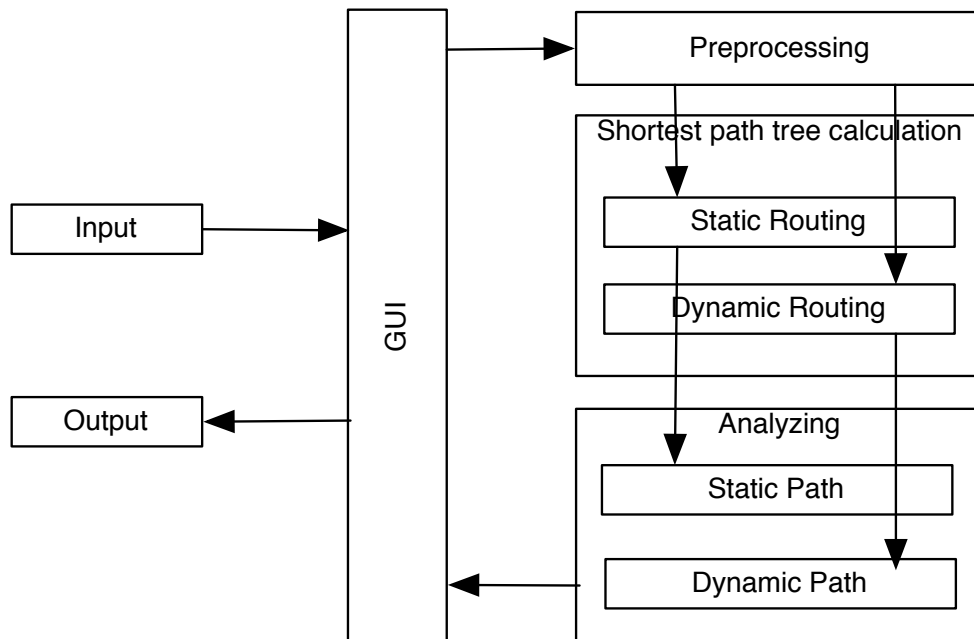 Preprocessing
Shortest path tree calculation
Input
Static Routing
GUI
Dynamic Routing
Output
Analyzing
Static Path
Dynamic Path